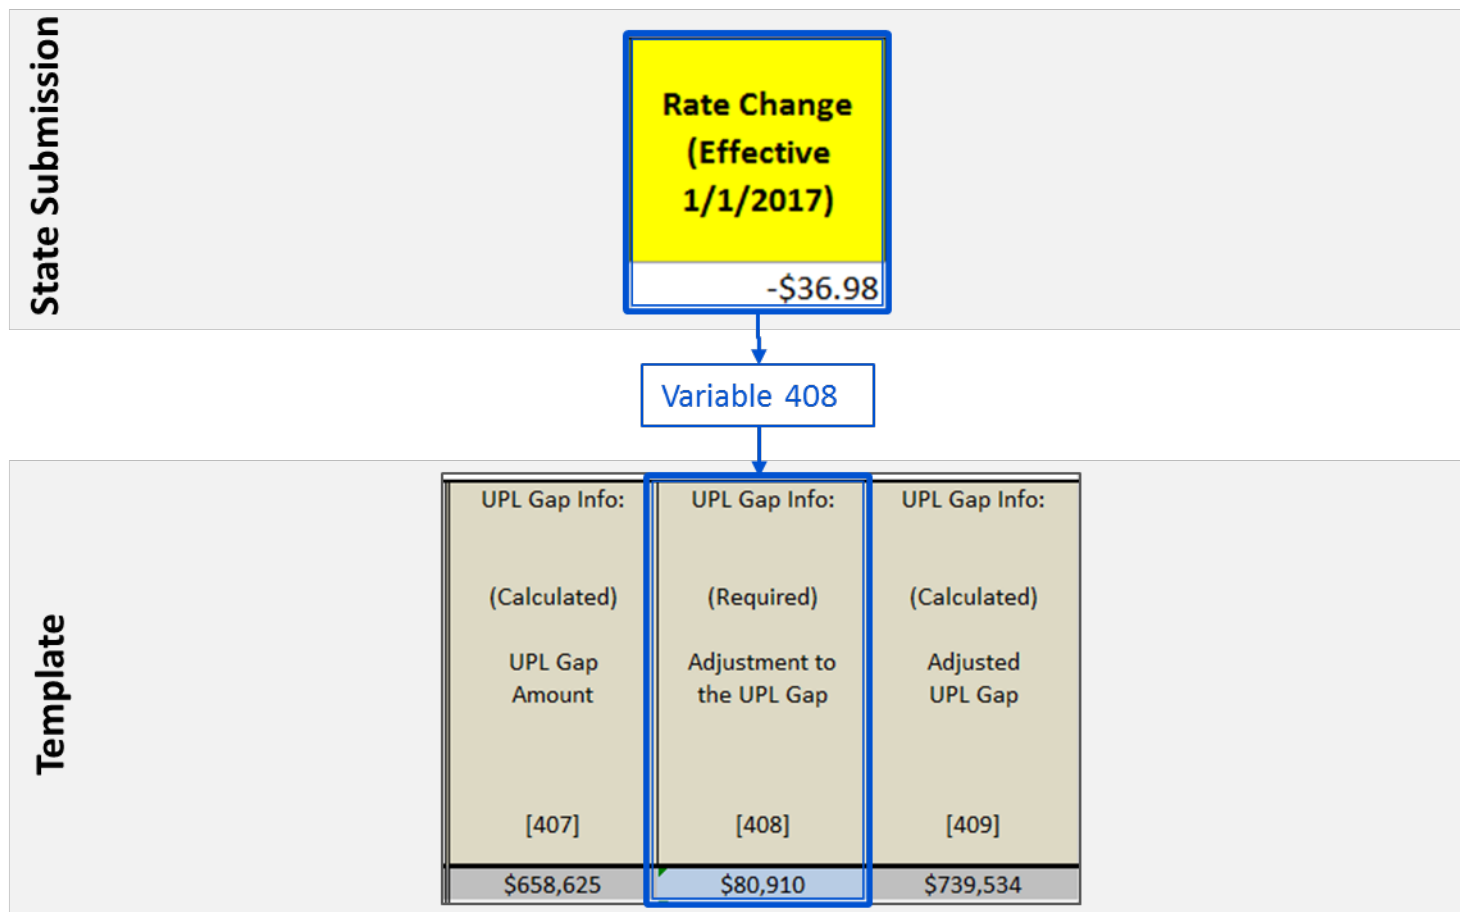 State Submission
Rate Change
(Effective
1/1/2017)
-$36.98
Variable 408
Template
UPL Gap Info:
(Calculated)
UPL Gap
Amount
[407]
$658,625
UPL Gap Info:
(Required)
Adjustment to
the UPL Gap
[408]
$80,910
UPL Gap Info:
(Calculated)
Adjusted
UPL Gap
[409]
$739,534